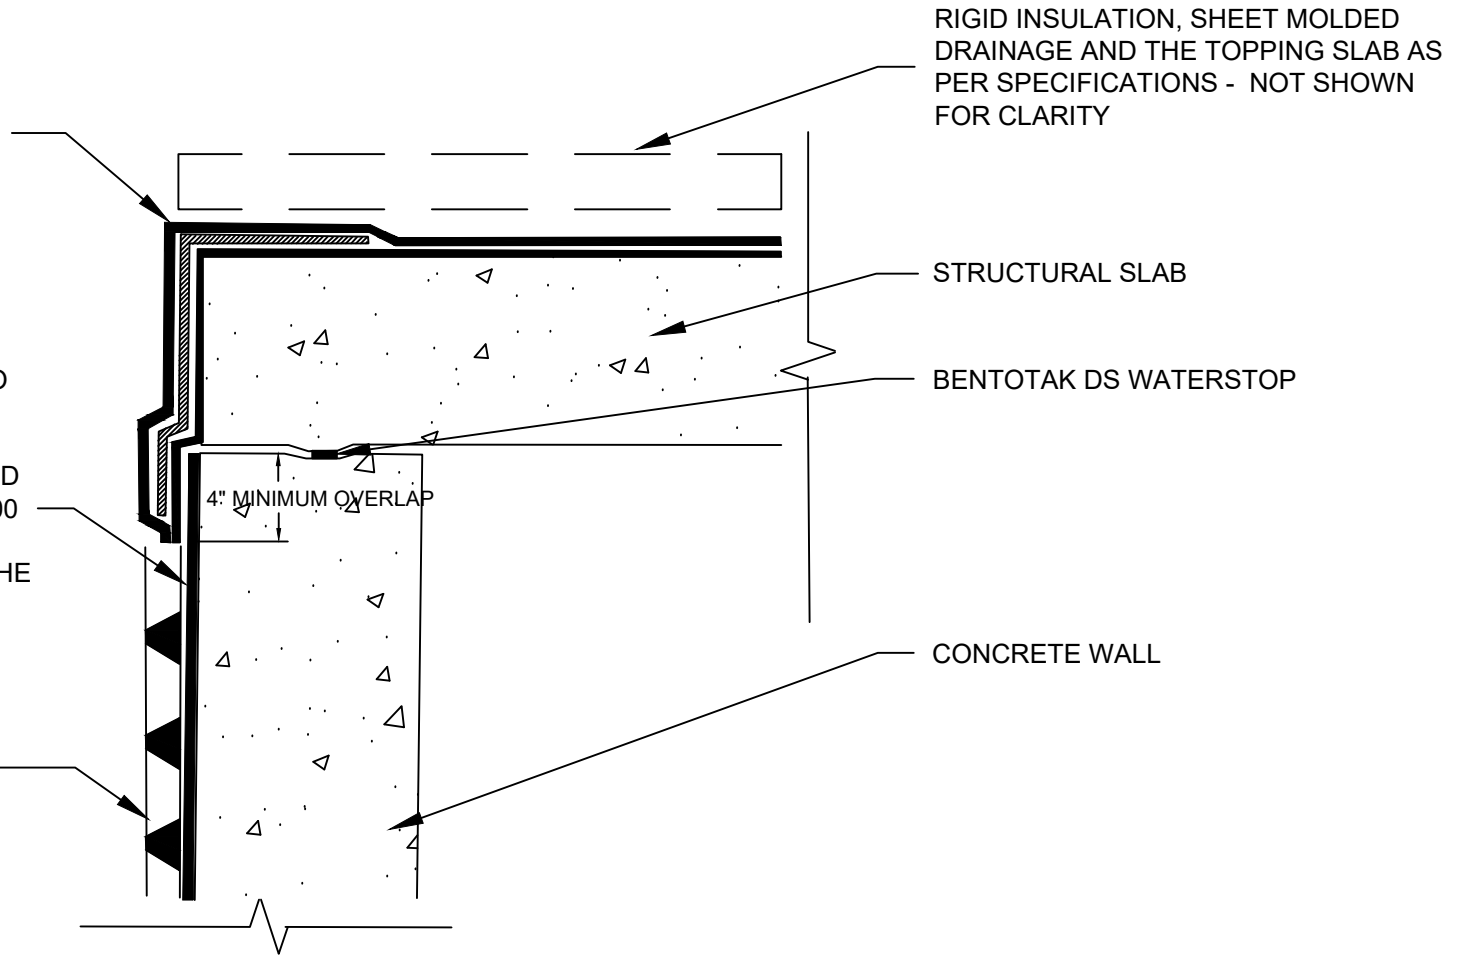 RIGID INSULATION, SHEET MOLDED
DRAINAGE AND THE TOPPING SLAB AS
PER SPECIFICATIONS - NOT SHOWN
FOR CLARITY
STRUCTURAL SLAB
BENTOTAK DS WATERSTOP
4" MINIMUM OVERLAP
HE
CONCRETE WALL